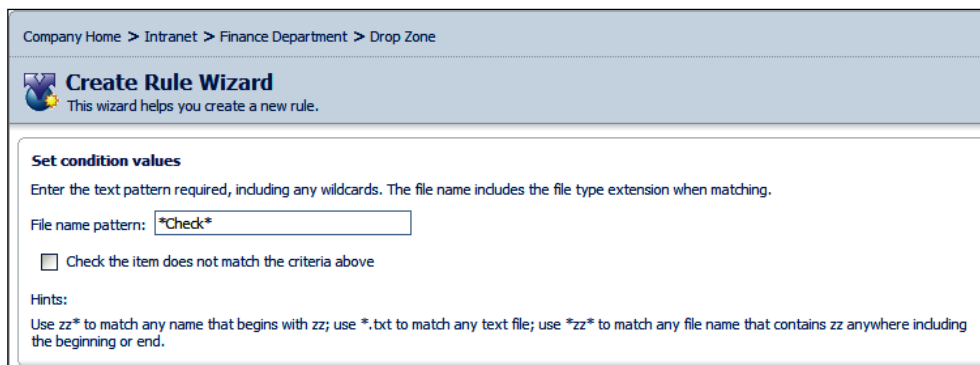 Company Home > Intranet > Finance Department > Drop Zone
Create Rule Wizard
This wizard helps you create a new rule.
Set condition values
Enter the text pattern required, including any wildcards. The file name includes the file type extension when matching.
File name pattern: *Check*
Check the item does not match the criteria above
Hints:
Use zz* to match any name that begins with zz; use *.txt to match any text file; use *zz* to match any file name that contains zz anywhere including
the beginning or end.